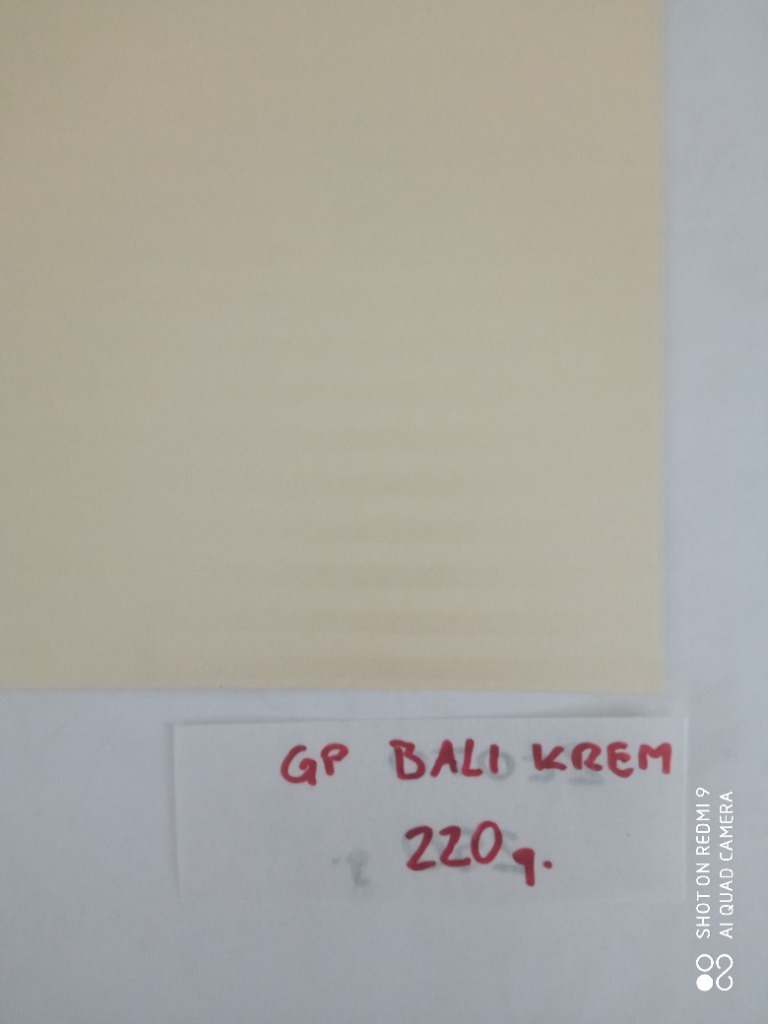 GP BALI KREM
220g.
SHOT ON REDMI 9
AI QUAD CAMERA